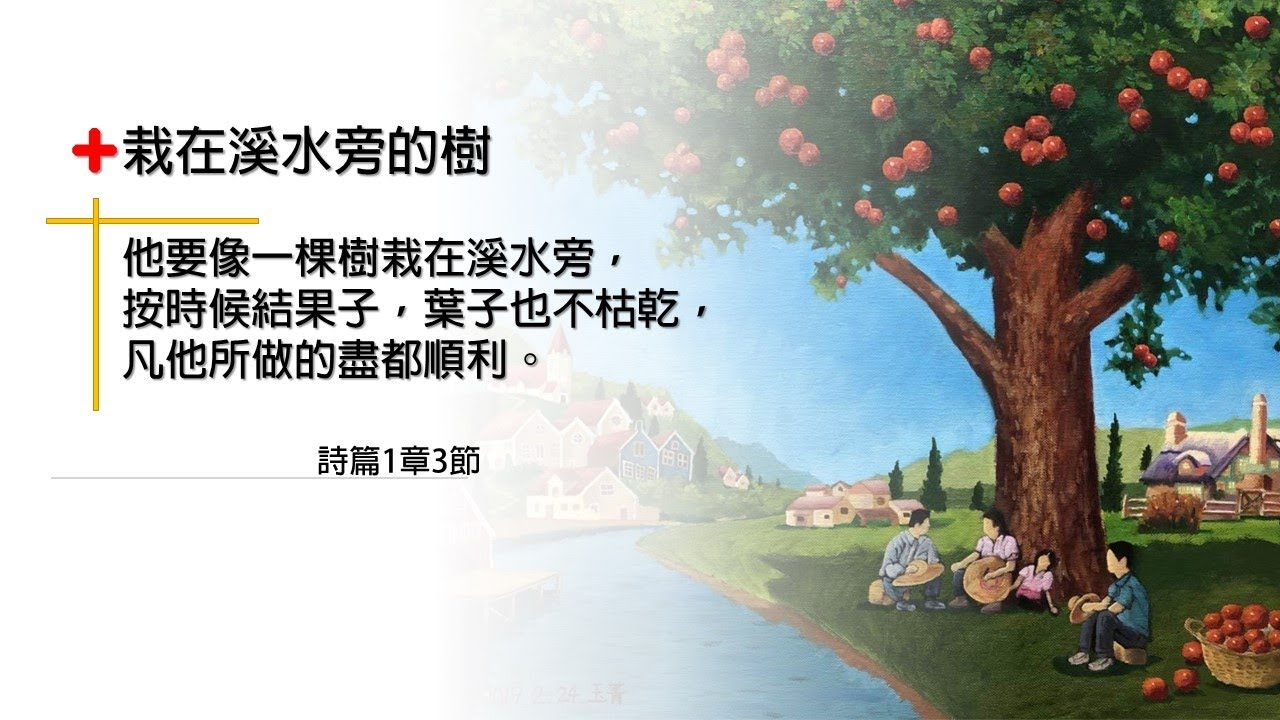 栽在溪水旁的樹
他要像一棵樹栽在溪水旁，
按時候結果子，葉子也不枯乾，
凡他所做的盡都順利。
詩篇1章3節